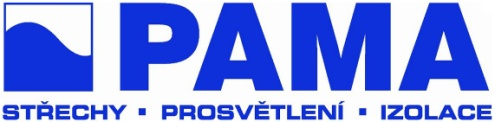 PAMA
STŘECHY ▪ PROSVĚTLENÍ ▪ IZOLACE